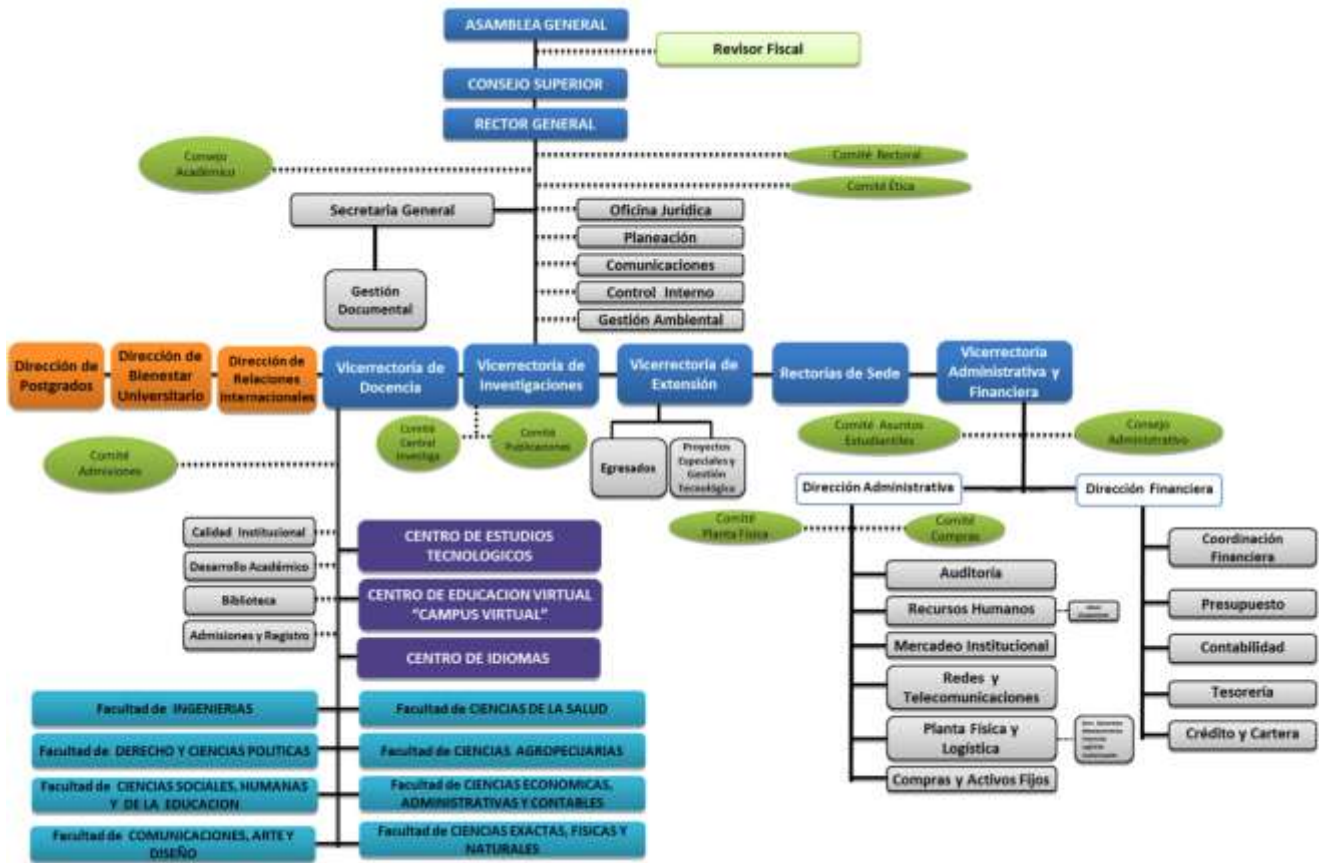 ASAMBLEA GENERAL
Revisor Fiscal
CONSEJO SUPERIOR
RECTOR GENERAL
Consejo
Académico
Comité Rectoral
Comité Ética
Secretaria General
Oficina Jurídica
Planeación
Comunicaciones
Control Interno
Gestión Ambiental
Gestión
Documental
Dirección de
Postgrados
Dirección de
Bienestar
Universitario
Dirección de
Relaciones
Internacionales
Vicerrectoría de
Docencia
Vicerrectoría de
Investigaciones
Vicerrectoría de
Extensión
Rectorías de Sede
Vicerrectoría
Administrativa y
Financiera
Comité
Central
Investiga
Comité
Publicaciones
Comité Asuntos
Estudiantiles
Consejo
Administrativo
Comité
Admisiones
Egresados
Proyectos
Especiales y
Gestión
Tecnológica
Dirección Administrativa
Dirección Financiera
Comité
Planta Física
Comité
Compras
Calidad Institucional
Desarrollo Académico
Biblioteca
Admisiones y Registro
CENTRO DE ESTUDIOS
TECNOLOGICOS
CENTRO DE EDUCACION VIRTUAL
"CAMPUS VIRTUAL"
CENTRO DE IDIOMAS
Auditoría
Recursos Humanos
Mercadeo Institucional
Redes y
Telecomunicaciones
Planta Física y
Logística
Compras y Activos Fijos
Coordinación
Financiera
Presupuesto
Contabilidad
Tesorería
Crédito y Cartera
Facultad de INGENIERIAS
Facultad de CIENCIAS DE LA SALUD
Facultad de DERECHO Y CIENCIAS POLITICAS
Facultad de CIENCIAS AGROPECUARIAS
Facultad de CIENCIAS SOCIALES, HUMANAS
Y DE LA EDUCACION
Facultad de CIENCIAS ECONOMICAS,
ADMINISTRATIVAS Y CONTABLES
Facultad de COMUNICACIONES, ARTE Y
DISEÑO
Facultad de CIENCIAS EXACTAS, FISICAS Y
NATURALES